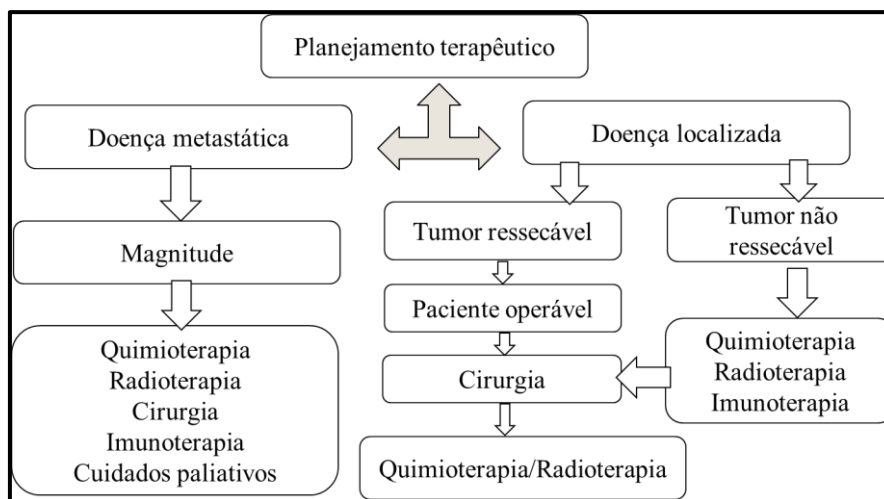 Planejamento terapêutico
Doença metastática
Doença localizada
Magnitude
Tumor ressecável
Tumor não
ressecável
Paciente operável
Quimioterapia
Radioterapia
Cirurgia
Imunoterapia
Cuidados paliativos
Cirurgia
Quimioterapia
Radioterapia
Imunoterapia
Quimioterapia/Radioterapia